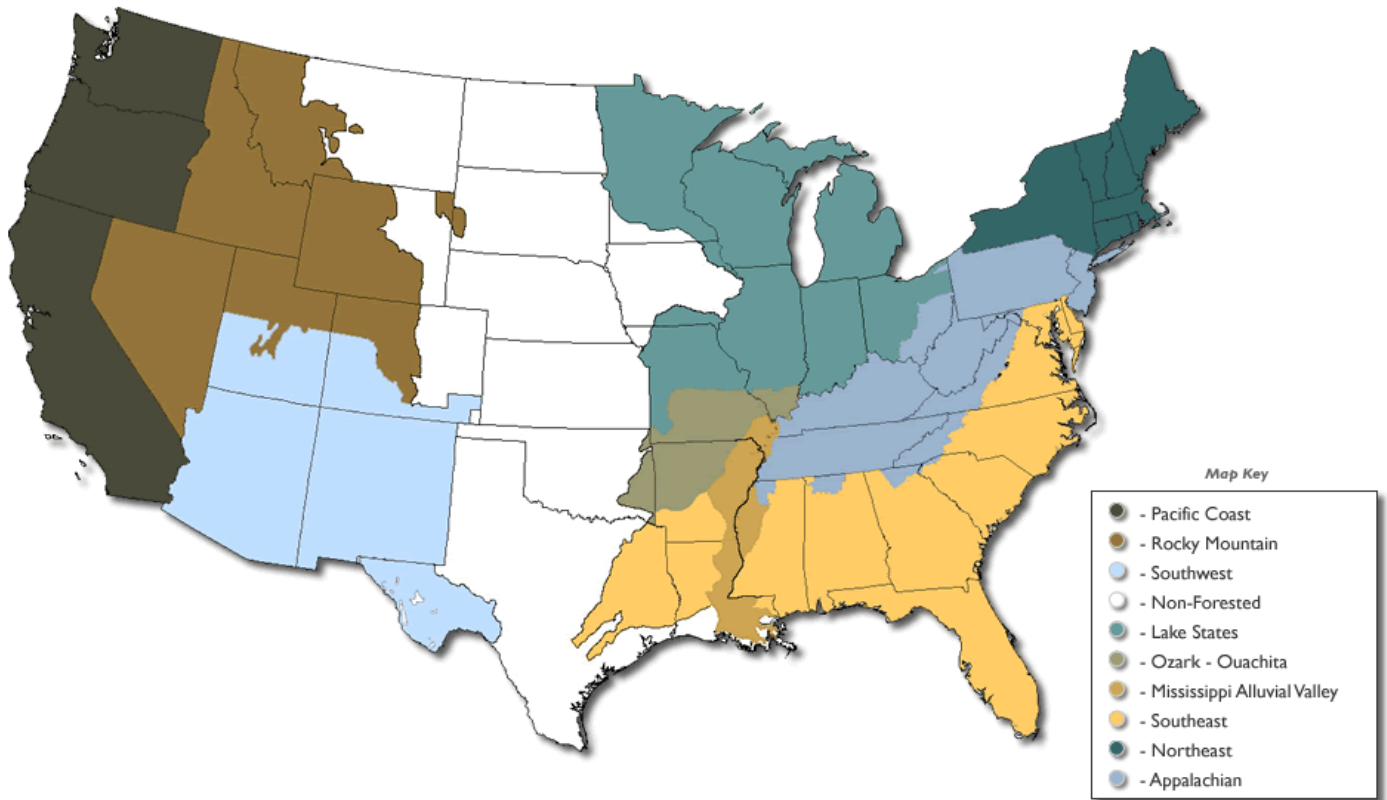 Map Key
- Pacific Coast
- Rocky Mountain
- Southwest
- Non-Forested
- Lake States
- Ozark - Ouachita
- Mississippi Alluvial Valley
- Southeast
- Northeast
- Appalachian